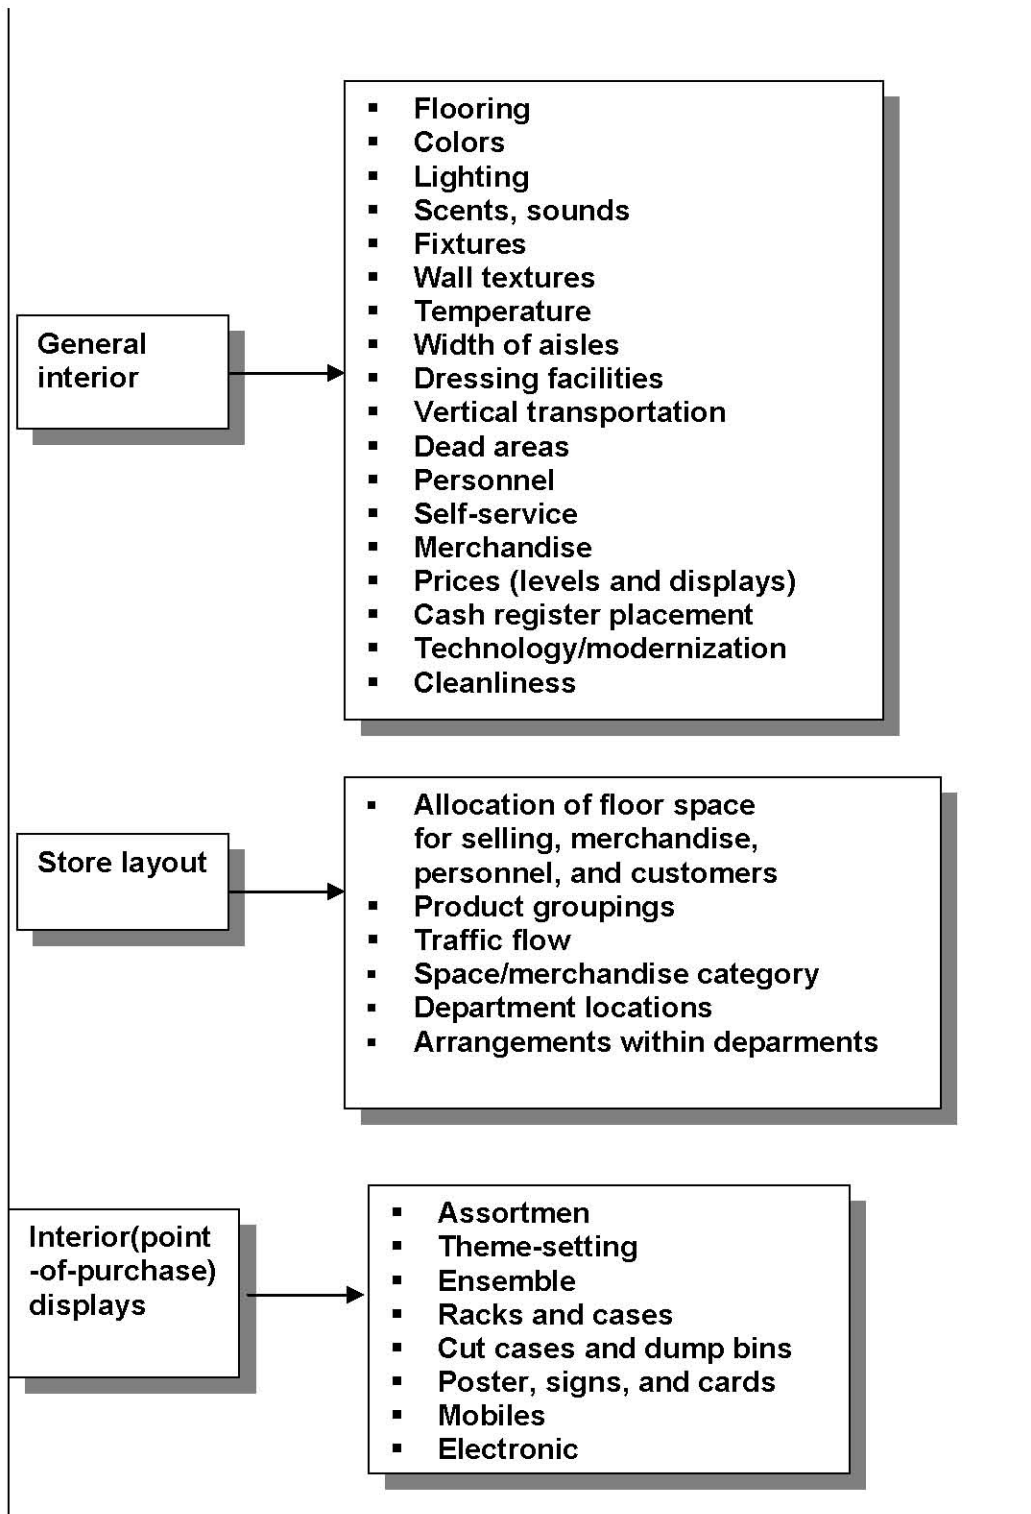 General
interior
Flooring
Colors
Lighting
Scents, sounds
Fixtures
Wall textures
Temperature
Width of aisles
Dressing facilities
Vertical transportation
Dead areas
Personnel
Self-service
Merchandise
Prices (levels and displays)
Cash register placement
Technology/modernization
Cleanliness
Store layout
Allocation of floor space
for selling, merchandise,
personnel, and customers
Product groupings
Traffic flow
Space/merchandise category
Department locations
Arrangements within deparments
Interior(point
-of-purchase)
displays
Assortmen
Theme-setting
Ensemble
Racks and cases
Cut cases and dump bins
Poster, signs, and cards
Mobiles
Electronic